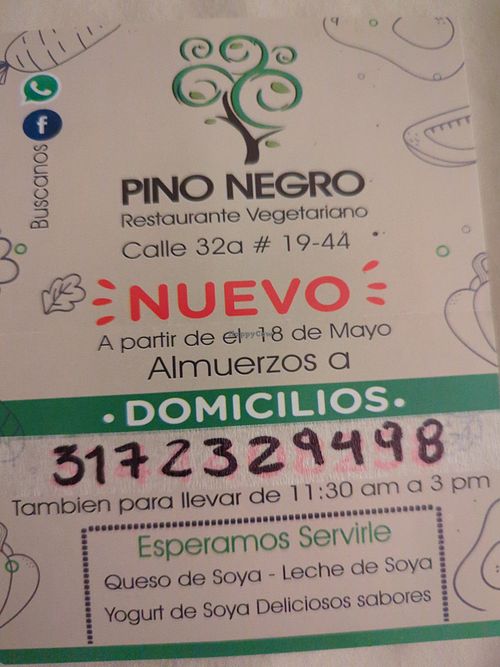 Buscanos
PINO NEGRO
Restaurante Vegetariano
Calle 32a # 19-44
NUEVO
A partir de el 18 de Mayo
Almuerzos a
• DOMICILIOS •
3172329498
Tambien para llevar de 11:30 am a 3 pm
Esperamos Servirle
Queso de Soya - Leche de Soya
Yogurt de Soya Deliciosos sabores